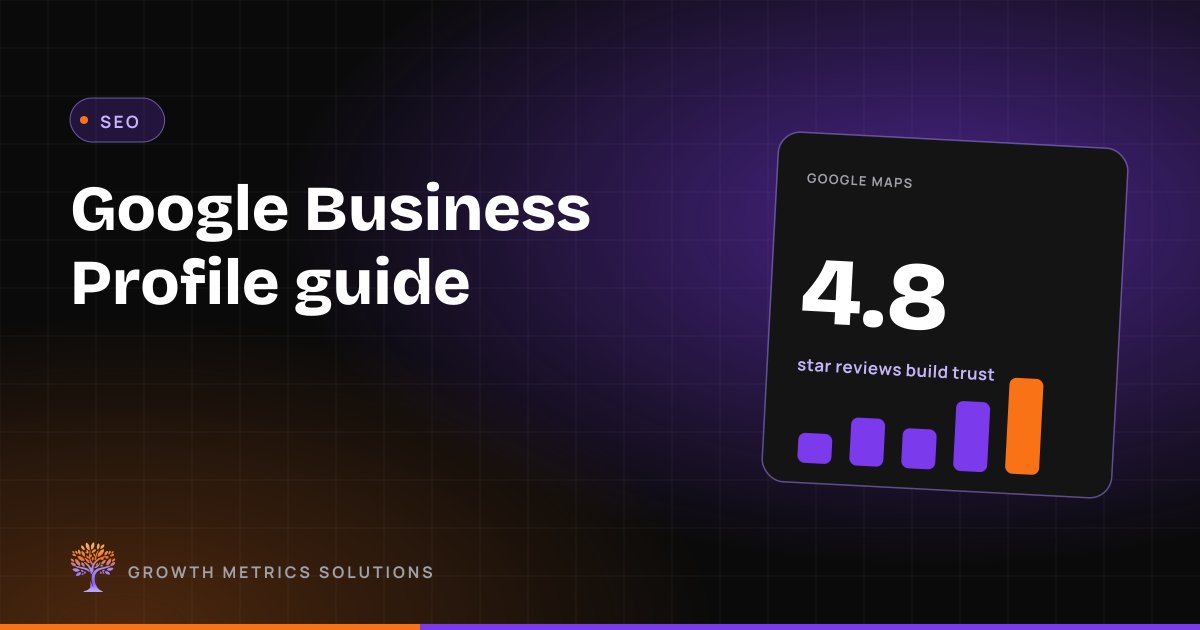 SEO
Google Business
Profile guide
GOOGLE MAPS
4.8
star reviews build trust
GROWTH METRICS SOLUTIONS